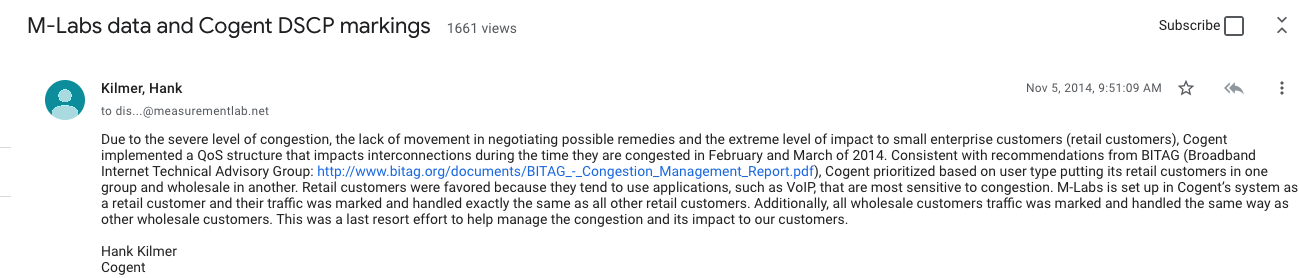 M-Labs data and Cogent DSCP markings 1661 views Subscribe
Kilmer, Hank Nov 5, 2014, 9:51:09 AM
to dis...@measurementlab.net
Due to the severe level of congestion, the lack of movement in negotiating possible remedies and the extreme level of impact to small enterprise customers (retail customers), Cogent
implemented a QoS structure that impacts interconnections during the time they are congested in February and March of 2014. Consistent with recommendations from BITAG (Broadband
Internet Technical Advisory Group: http://www.bitag.org/documents/BITAG_-_Congestion_Management_Report.pdf), Cogent prioritized based on user type putting its retail customers in one
group and wholesale in another. Retail customers were favored because they tend to use applications, such as VoIP, that are most sensitive to congestion. M-Labs is set up in Cogent's system as
a retail customer and their traffic was marked and handled exactly the same as all other retail customers. Additionally, all wholesale customers traffic was marked and handled the same way as
other wholesale customers. This was a last resort effort to help manage the congestion and its impact to our customers.
Hank Kilmer
Cogent